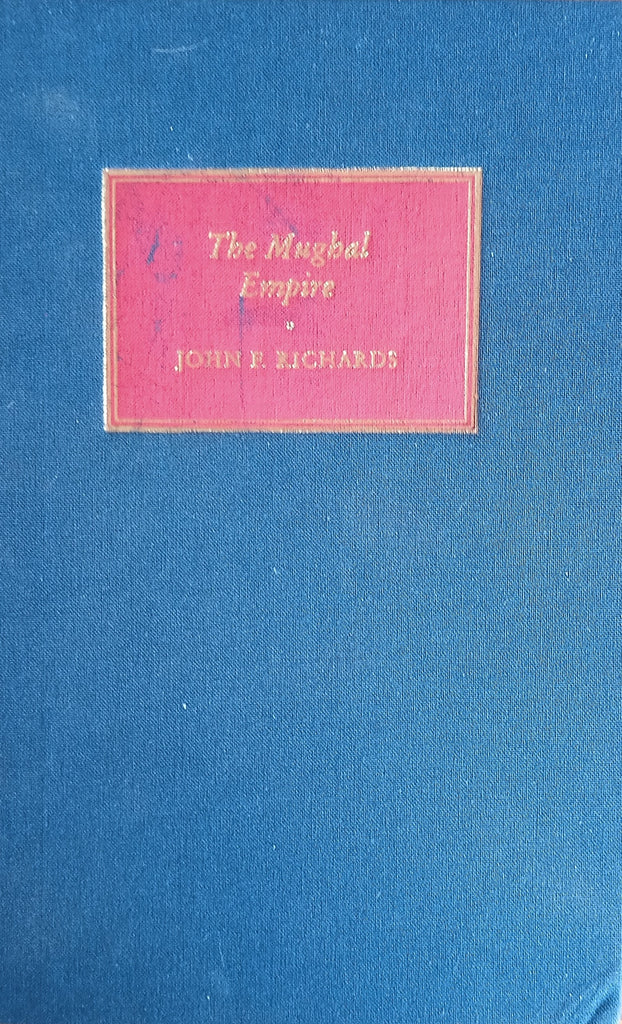 The Mughal
Empire
JOHN F. RICHARDS